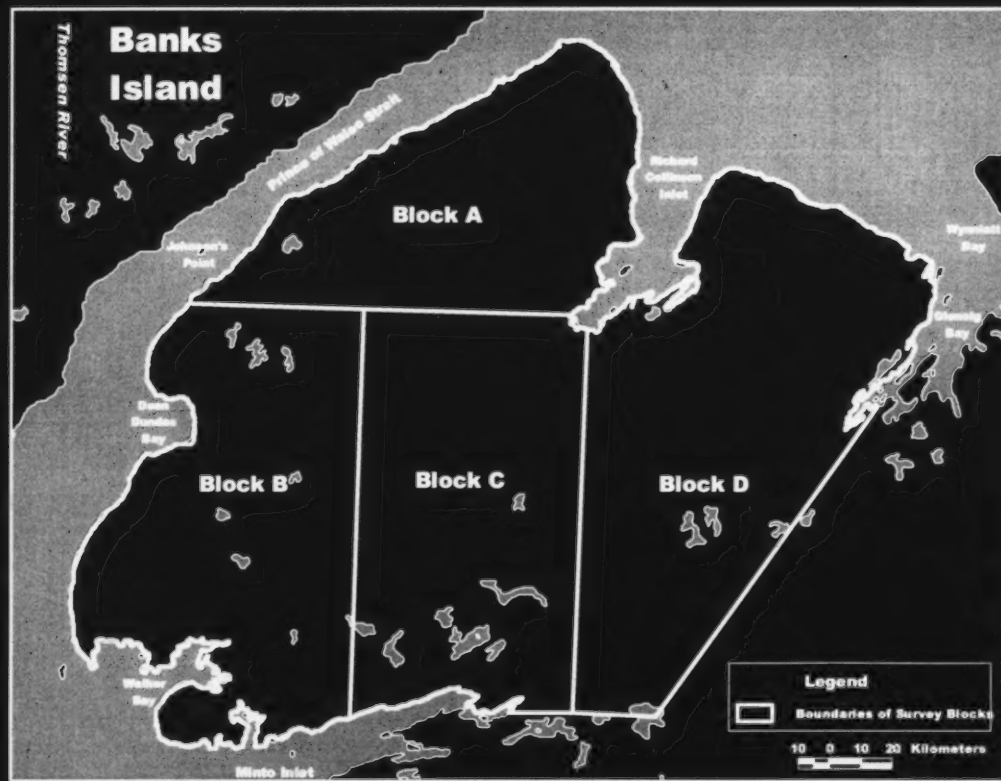 Banks
Island
Thomsen River
Prince of Wales Strait
Richard
Collinson
Inlet
Block A
Wynniatt
Bay
Johnson's
Point
Glenelg
Bay
Deans
Dundas
Bay
Block B
Block C
Block D
Walker
Bay
Minto Inlet
Legend
Boundaries of Survey Blocks
10 0 10 20 Kilometers